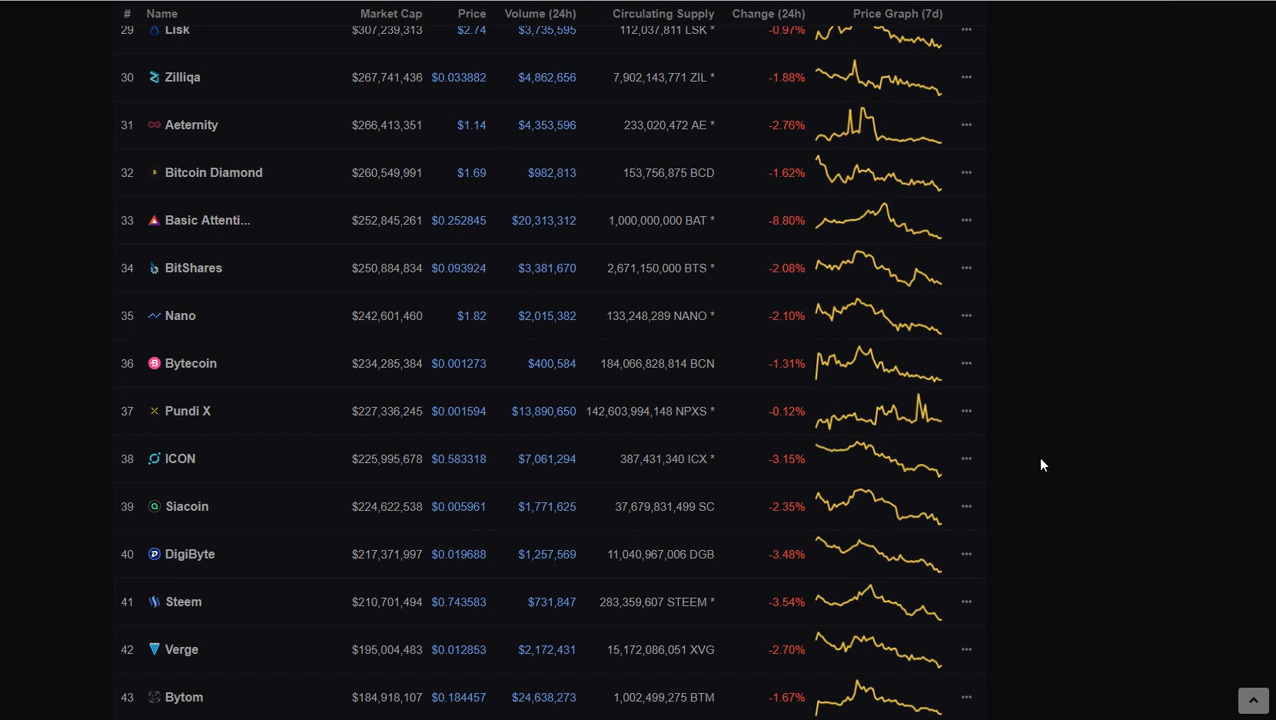 # Name Market Cap Price Volume (24h) Circulating Supply Change (24h) Price Graph (7d)
29 Lisk $307,239,313 $2.74 $3,735,595 112,037,811 LSK * -0.97%
30 Zilliqa $267,741,436 $0.033882 $4,862,656 7,902,143,771 ZIL * -1.88%
31 Aeternity $266,413,351 $1.14 $4,353,596 233,020,472 AE * -2.76%
32 Bitcoin Diamond $260,549,991 $1.69 $982,813 153,756,875 BCD -1.62%
33 Basic Attenti... $252,845,261 $0.252845 $20,313,312 1,000,000,000 BAT * -8.80%
34 BitShares $250,884,834 $0.093924 $3,381,670 2,671,150,000 BTS * -2.08%
35 Nano $242,601,460 $1.82 $2,015,382 133,248,289 NANO * -2.10%
36 Bytecoin $234,285,384 $0.001273 $400,584 184,066,828,814 BCN -1.31%
37 Pundi X $227,336,245 $0.001594 $13,890,650 142,603,994,148 NPXS * -0.12%
38 ICON $225,995,678 $0.583318 $7,061,294 387,431,340 ICX * -3.15%
39 Siacoin $224,622,538 $0.005961 $1,771,625 37,679,831,499 SC -2.35%
40 DigiByte $217,371,997 $0.019688 $1,257,569 11,040,967,006 DGB -3.48%
41 Steem $210,701,494 $0.743583 $731,847 283,359,607 STEEM * -3.54%
42 Verge $195,004,483 $0.012853 $2,172,431 15,172,086,051 XVG -2.70%
43 Bytom $184,918,107 $0.184457 $24,638,273 1,002,499,275 BTM -1.67%